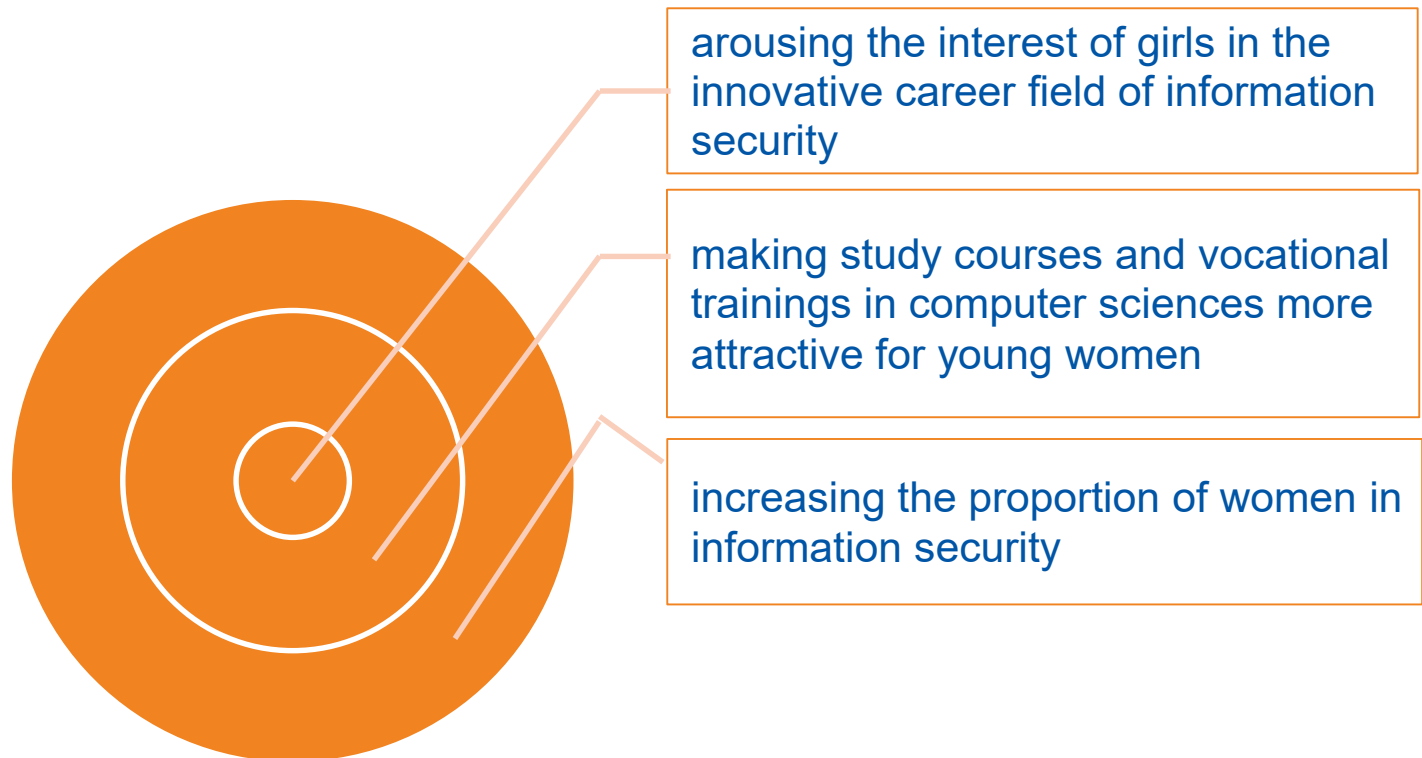 arousing the interest of girls in the
innovative career field of information
security
making study courses and vocational
trainings in computer sciences more
attractive for young women
increasing the proportion of women in
information security